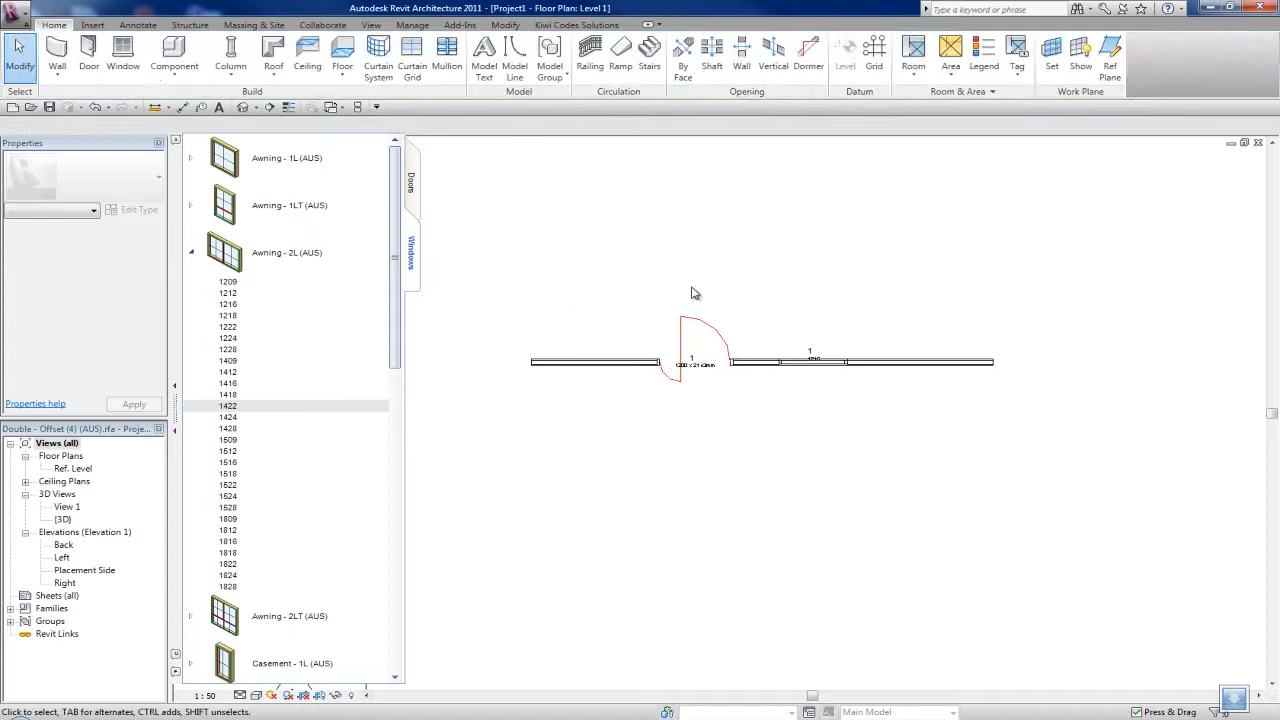 Autodesk Revit Architecture 2011 - [Project1 - Floor Plan: Level 1]
Type a keyword or phrase
Home Insert Annotate Structure Massing & Site Collaborate View Manage Add-Ins Modify Kiwi Codes Solutions
Modify Wall Door Window Component Column Roof Ceiling Floor Curtain System Curtain Grid Mullion Model Text Model Line Model Group Railing Ramp Stairs By Face Shaft Wall Vertical Dormer Level Grid Room Area Legend Tag Set Show Ref Plane
Select Build Model Circulation Opening Datum Room & Area Work Plane
Properties
Edit Type
Properties help Apply
Double - Offset (4) (AUS).rfa - Proje...
Views (all)
Floor Plans
Ref. Level
Ceiling Plans
3D Views
View 1
{3D}
Elevations (Elevation 1)
Back
Left
Placement Side
Right
Sheets (all)
Families
Groups
Revit Links
Awning - 1L (AUS)
Awning - 1LT (AUS)
Awning - 2L (AUS)
1209
1212
1216
1218
1222
1224
1228
1409
1412
1416
1418
1422
1424
1428
1509
1512
1516
1518
1522
1524
1528
1809
1812
1816
1818
1822
1824
1828
Awning - 2LT (AUS)
Casement - 1L (AUS)
Doors
Windows
1
1
1 : 50
Click to select, TAB for alternates, CTRL adds, SHIFT unselects.
Main Model
Press & Drag